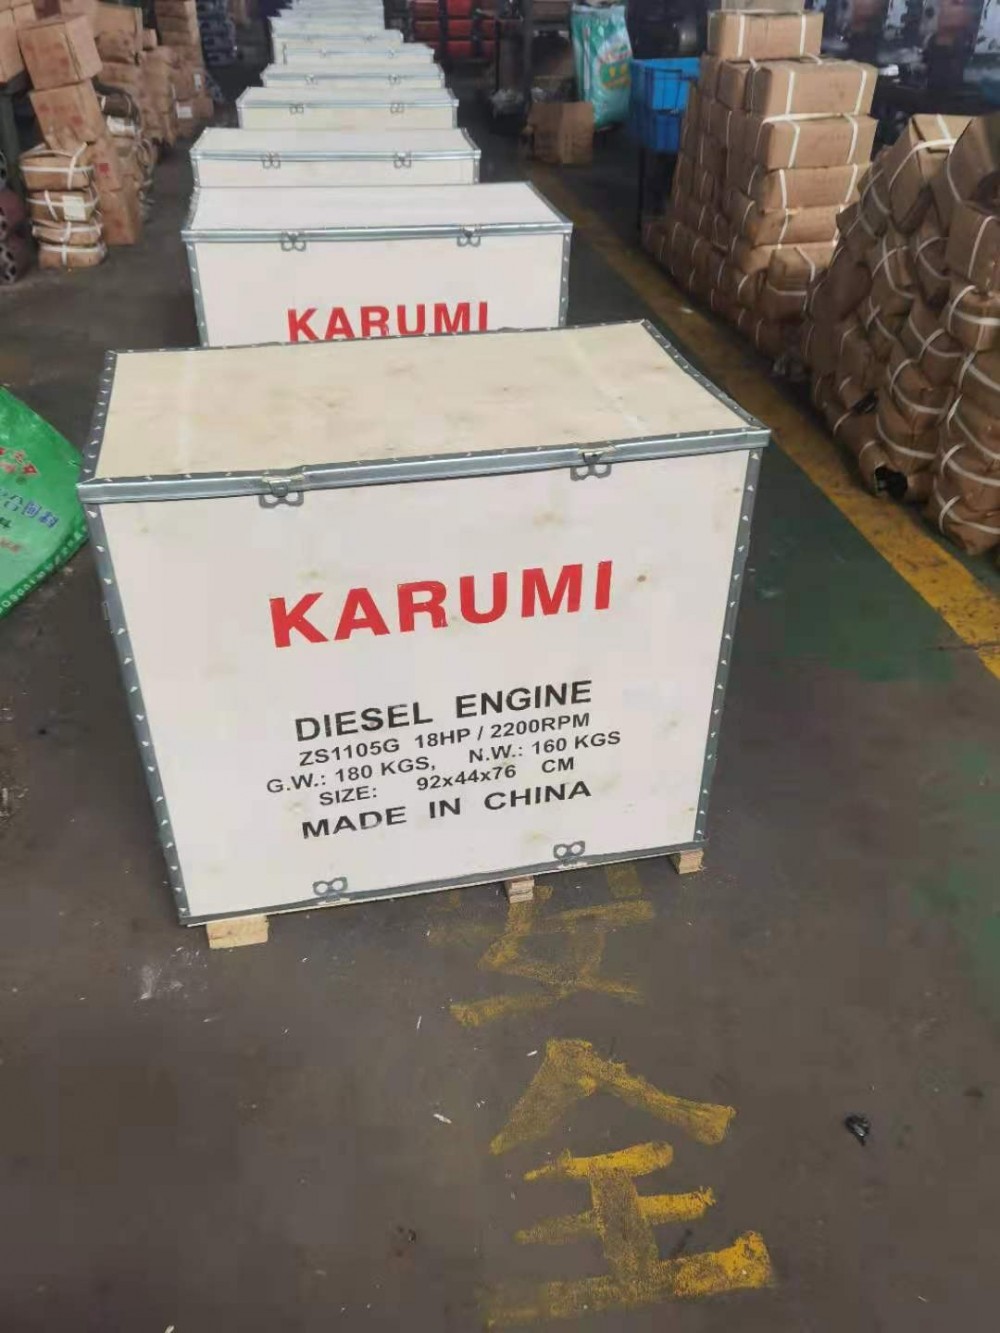 KARUMI
KARUMI
DIESEL ENGINE
ZS1105G 18HP / 2200RPM
G.W.: 180 KGS, N.W.: 160 KGS
SIZE: 92x44x76 CM
MADE IN CHINA
安
全